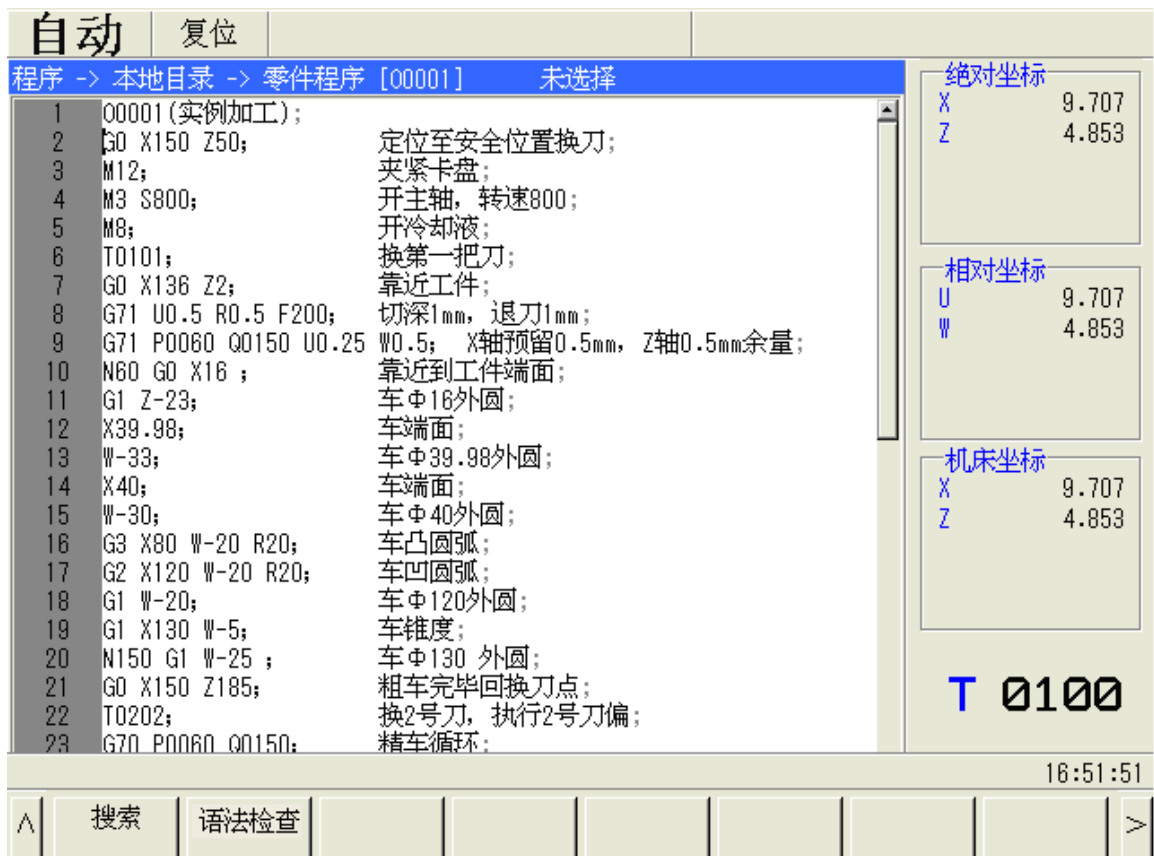 自动 复位
程序 -> 本地目录 -> 零件程序 [O0001] 未选择
1 O0001(实例加工);
2 G0 X150 Z50; 定位至安全位置换刀;
3 M12; 夹紧卡盘;
4 M3 S800; 开主轴, 转速800;
5 M8; 开冷却液;
6 T0101; 换第一把刀;
7 G0 X136 Z2; 靠近工件;
8 G71 U0.5 R0.5 F200; 切深1mm, 退刀1mm;
9 G71 P0060 Q0150 U0.25 W0.5; X轴预留0.5mm, Z轴0.5mm余量;
10 N60 G0 X16 ; 靠近到工件端面;
11 G1 Z-23; 车Φ16外圆;
12 X39.98; 车端面;
13 W-33; 车Φ39.98外圆;
14 X40; 车端面;
15 W-30; 车Φ40外圆;
16 G3 X80 W-20 R20; 车凸圆弧;
17 G2 X120 W-20 R20; 车凹圆弧;
18 G1 W-20; 车Φ120外圆;
19 G1 X130 W-5; 车锥度;
20 N150 G1 W-25 ; 车Φ130 外圆;
21 G0 X150 Z185; 粗车完毕回换刀点;
22 T0202; 换2号刀, 执行2号刀偏;
23 G70 P0060 Q0150; 精车循环;
绝对坐标
X 9.707
Z 4.853
相对坐标
U 9.707
W 4.853
机床坐标
X 9.707
Z 4.853
T 0100
16:51:51
∧ 搜索 语法检查 >